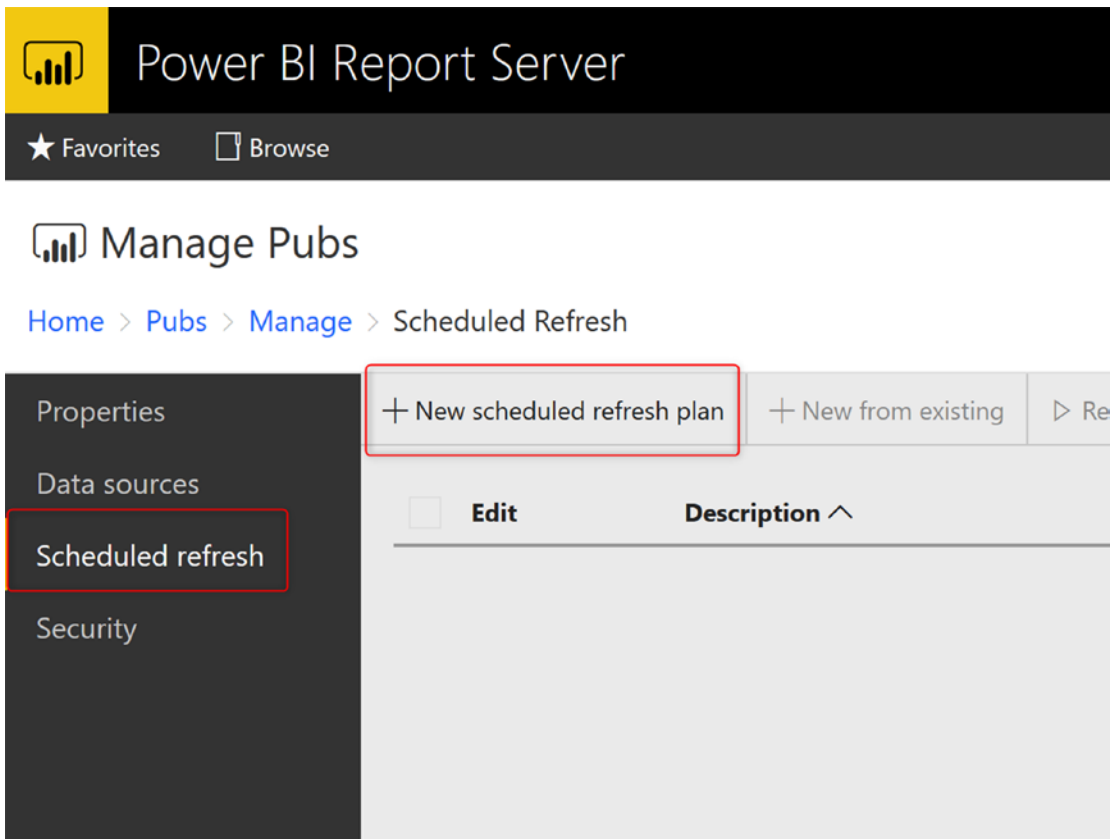 Power BI Report Server
Favorites Browse
Manage Pubs
Home > Pubs > Manage > Scheduled Refresh
Properties
+ New scheduled refresh plan + New from existing
Data sources
Edit Description
Scheduled refresh
Security